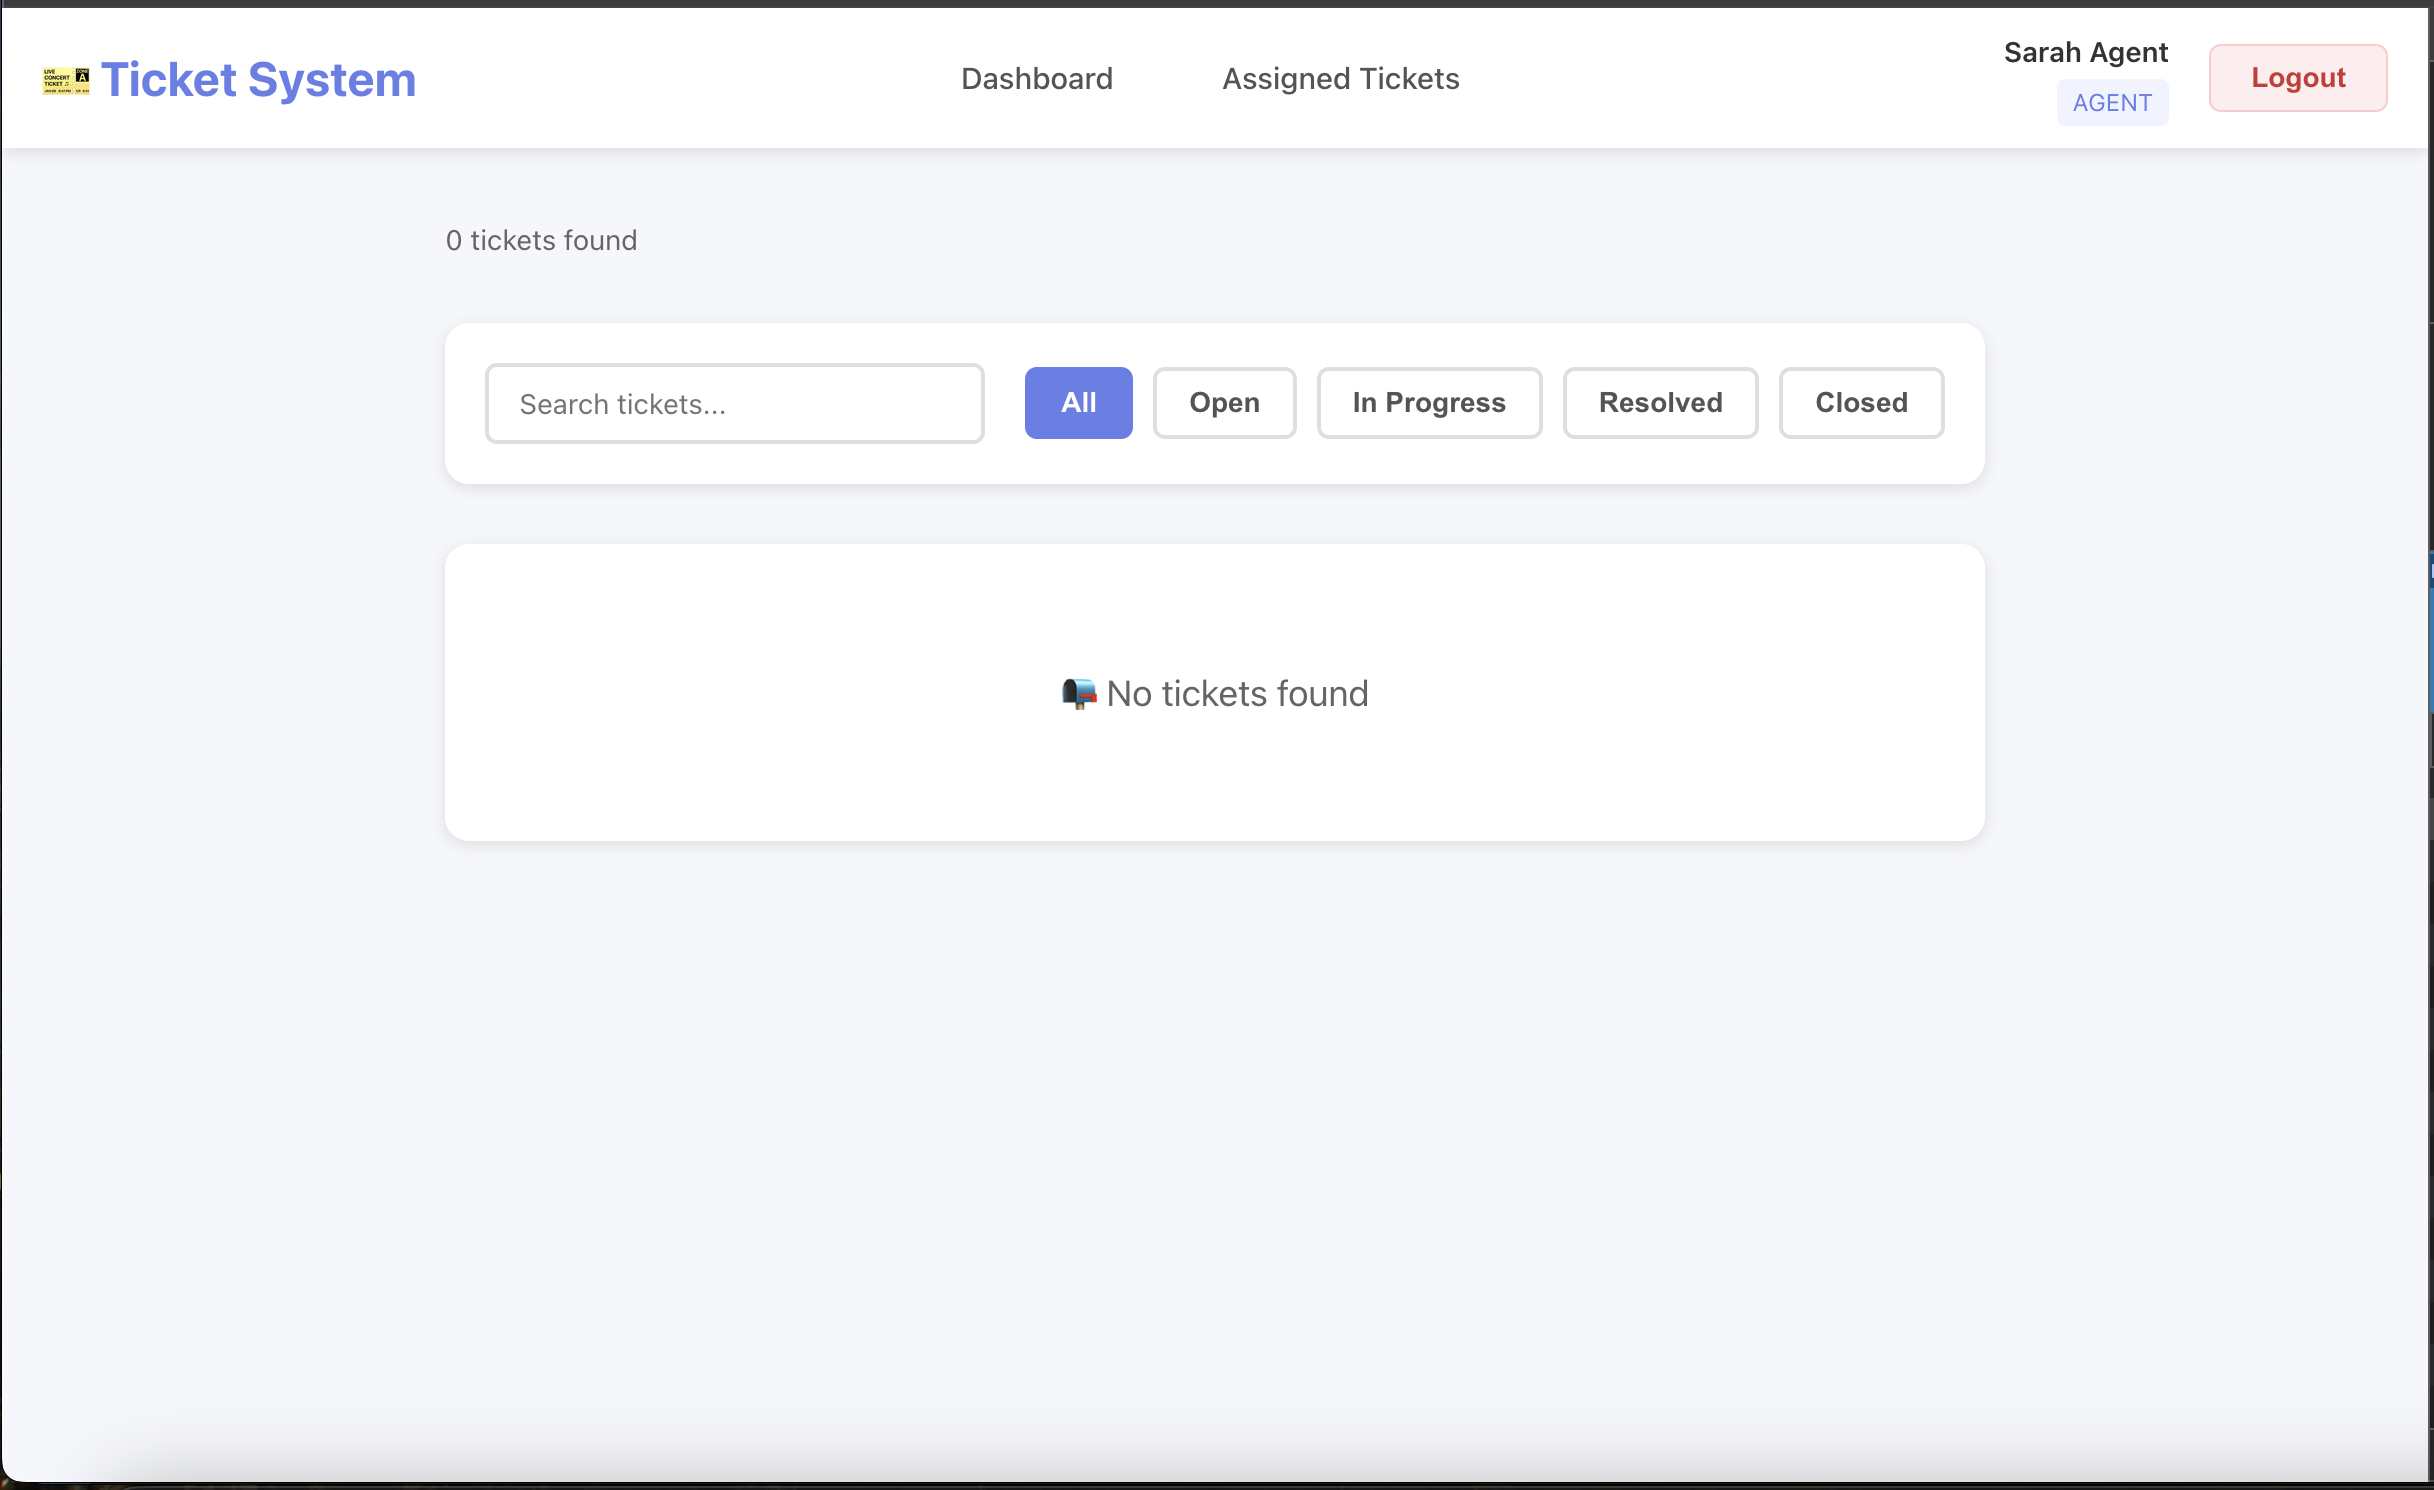 Ticket System
Dashboard
Assigned Tickets
Sarah Agent
AGENT
Logout
0 tickets found
Search tickets...
All
Open
In Progress
Resolved
Closed
No tickets found